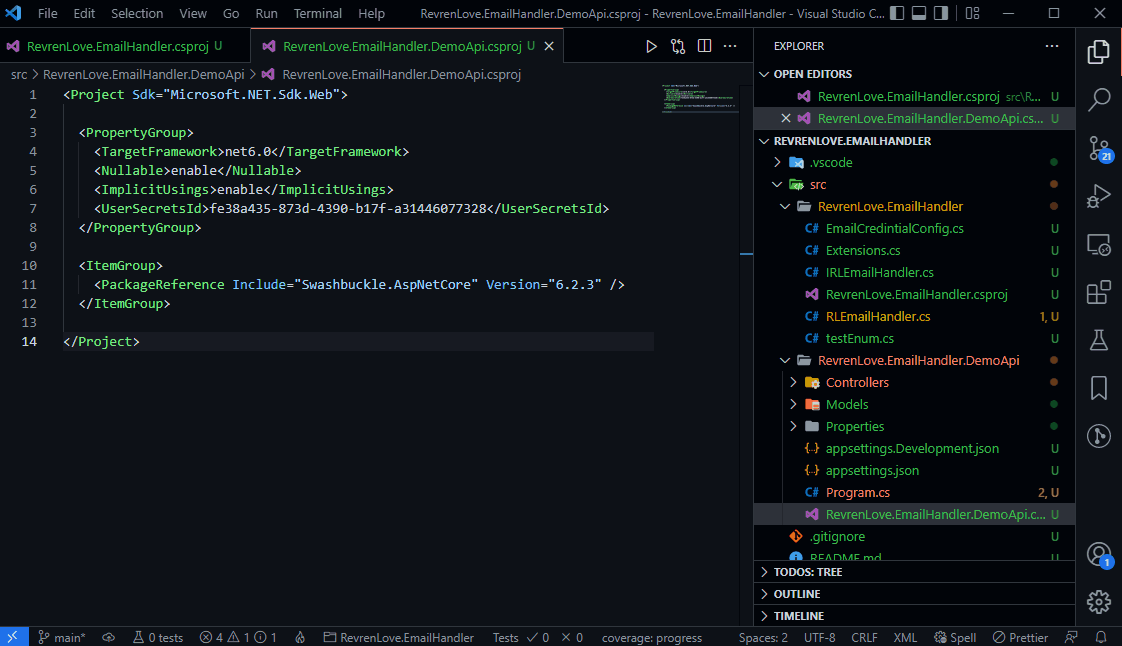 File Edit Selection View Go Run Terminal Help RevrenLove.EmailHandler.DemoApi.csproj - RevrenLove.EmailHandler - Visual Studio C...
RevrenLove.EmailHandler.csproj U
RevrenLove.EmailHandler.DemoApi.csproj U
src > RevrenLove.EmailHandler.DemoApi > RevrenLove.EmailHandler.DemoApi.csproj
1 <Project Sdk="Microsoft.NET.Sdk.Web">
2
3 <PropertyGroup>
4 <TargetFramework>net6.0</TargetFramework>
5 <Nullable>enable</Nullable>
6 <ImplicitUsings>enable</ImplicitUsings>
7 <UserSecretsId>fe38a435-873d-4390-b17f-a31446077328</UserSecretsId>
8 </PropertyGroup>
9
10 <ItemGroup>
11 <PackageReference Include="Swashbuckle.AspNetCore" Version="6.2.3" />
12 </ItemGroup>
13
14 </Project>
EXPLORER
OPEN EDITORS
RevrenLove.EmailHandler.csproj src\R... U
RevrenLove.EmailHandler.DemoApi.cs... U
REVRENLOVE.EMAILHANDLER
.vscode
src
RevrenLove.EmailHandler
C# EmailCredintialConfig.cs U
C# Extensions.cs U
C# IRLEmailHandler.cs U
RevrenLove.EmailHandler.csproj U
C# RLEmailHandler.cs 1, U
C# testEnum.cs U
RevrenLove.EmailHandler.DemoApi
Controllers
Models
Properties
{..} appsettings.Development.json U
{..} appsettings.json U
C# Program.cs 2, U
RevrenLove.EmailHandler.DemoApi.c... U
.gitignore U
README.md U
TODOS: TREE
OUTLINE
TIMELINE
21
1
main* 0 tests 4 1 1 RevrenLove.EmailHandler Tests 0 0 coverage: progress Spaces: 2 UTF-8 CRLF XML Spell Prettier